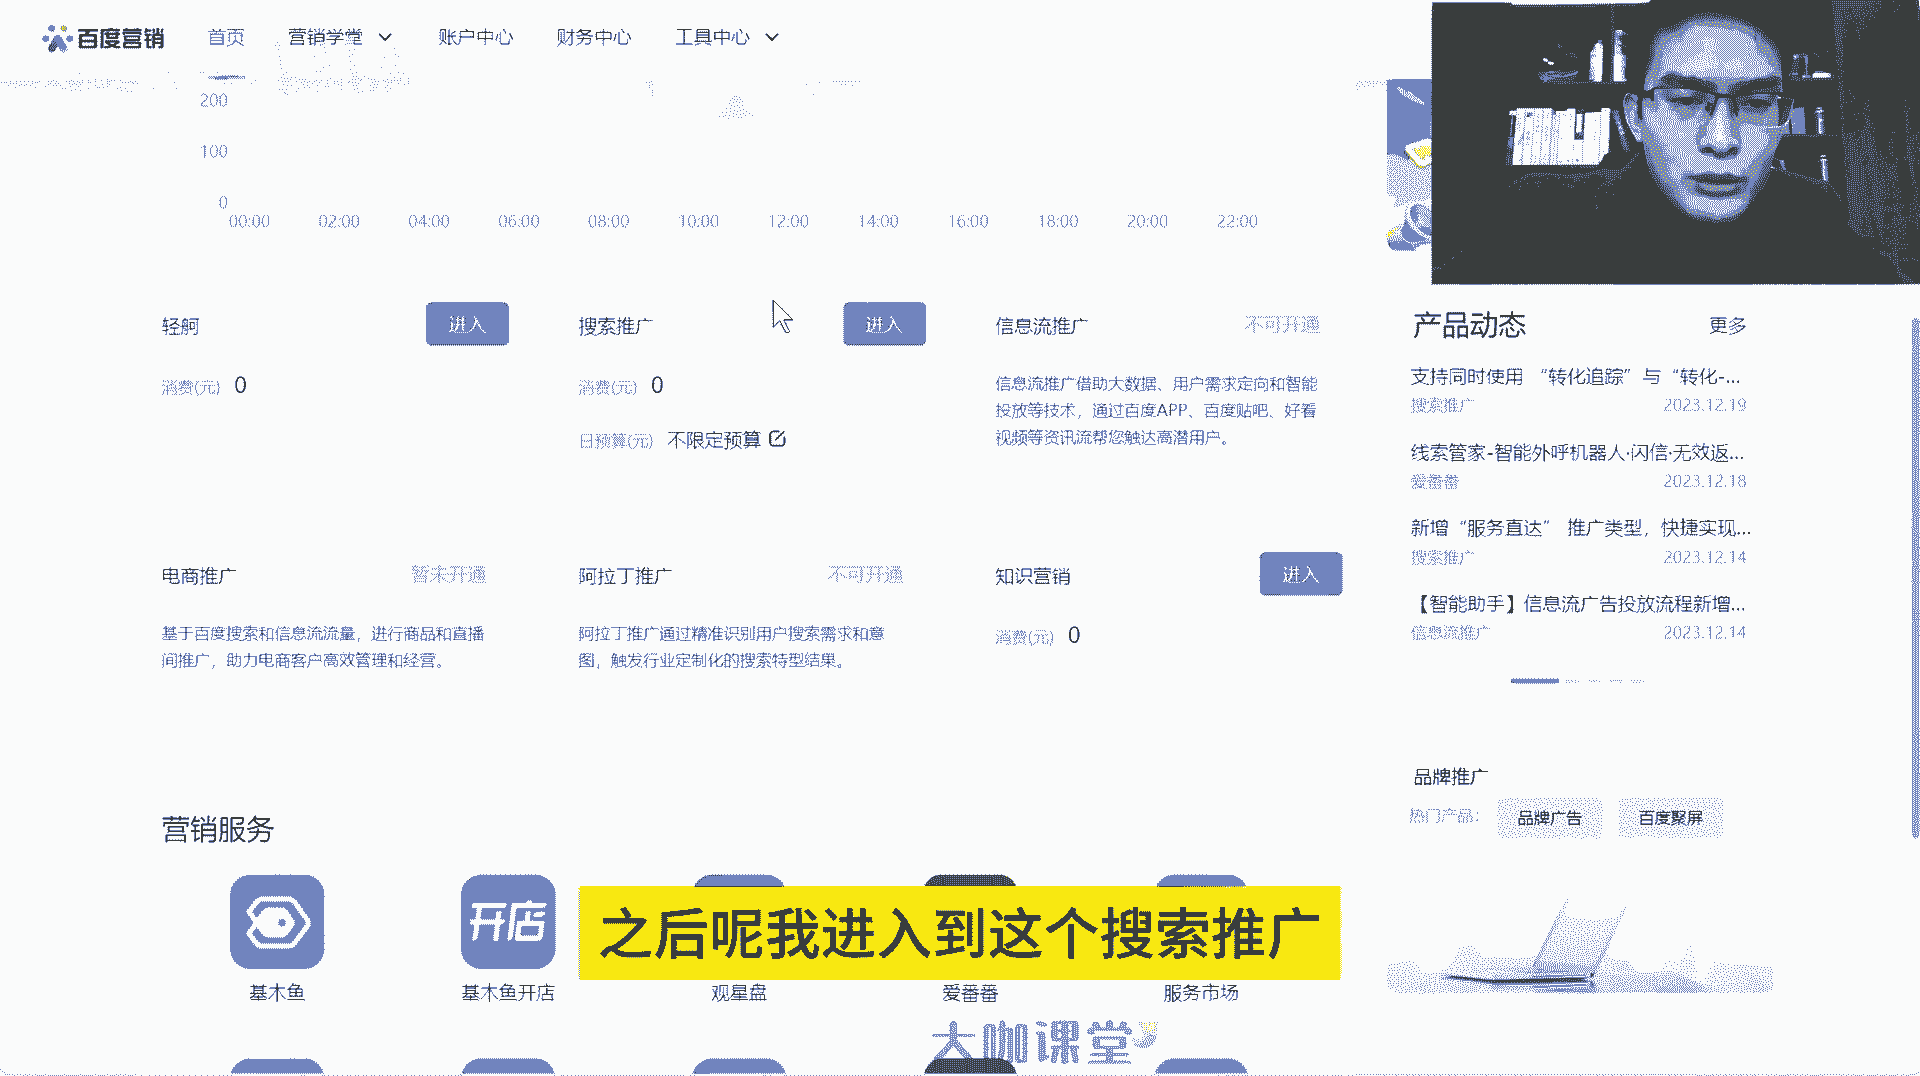 百度营销
首页 营销学堂 账户中心 财务中心 工具中心
200
100
0
00:00 02:00 04:00 06:00 08:00 10:00 12:00 14:00 16:00 18:00 20:00 22:00
轻舸 进入
消费(元) 0
搜索推广 进入
消费(元) 0
日预算(元) 不限定预算
信息流推广 不可开通
信息流推广借助大数据、用户需求定向和智能
投放等技术，通过百度APP、百度贴吧、好看
视频等资讯流帮您触达高潜用户。
电商推广 暂未开通
基于百度搜索和信息流流量，进行商品和直播
间推广，助力电商客户高效管理和经营。
阿拉丁推广 不可开通
阿拉丁推广通过精准识别用户搜索需求和意
图，触发行业定制化的搜索特型结果。
知识营销 进入
消费(元) 0
产品动态 更多
支持同时使用 “转化追踪”与“转化-...
搜索推广 2023.12.19
线索管家-智能外呼机器人·闪信·无效返...
爱番番 2023.12.18
新增“服务直达” 推广类型，快捷实现...
搜索推广 2023.12.14
【智能助手】信息流广告投放流程新增...
信息流推广 2023.12.14
品牌推广
热门产品: 品牌广告 百度聚屏
营销服务
开店
基木鱼 基木鱼开店 观星盘 爱番番 服务市场
之后呢我进入到这个搜索推广
大咖课堂